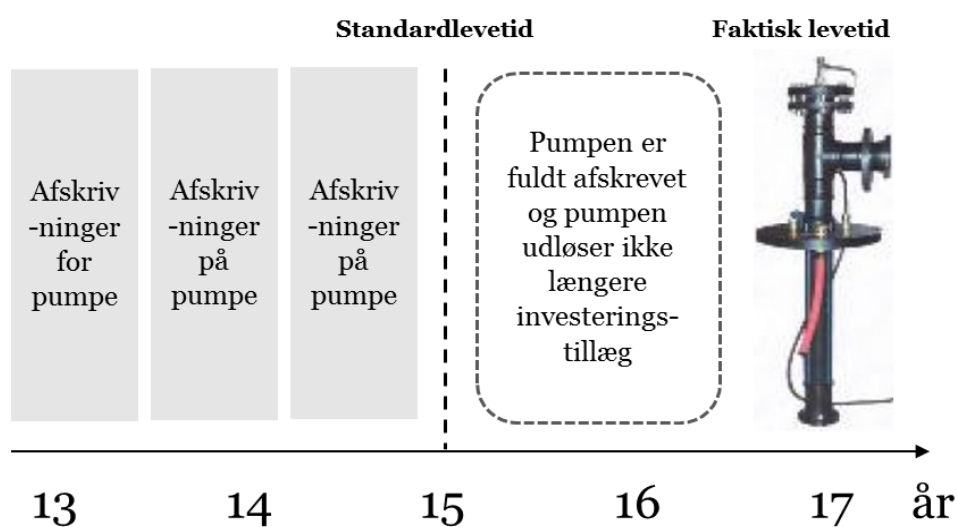 Standardlevetid
Faktisk levetid
Afskriv
-ninger
for
pumpe
Afskriv
-ninger
på
pumpe
Afskriv
-ninger
på
pumpe
Pumpen er
fuldt afskrevet
og pumpen
udløser ikke
længere
investerings-
tillæg
13 14 15 16 17 år